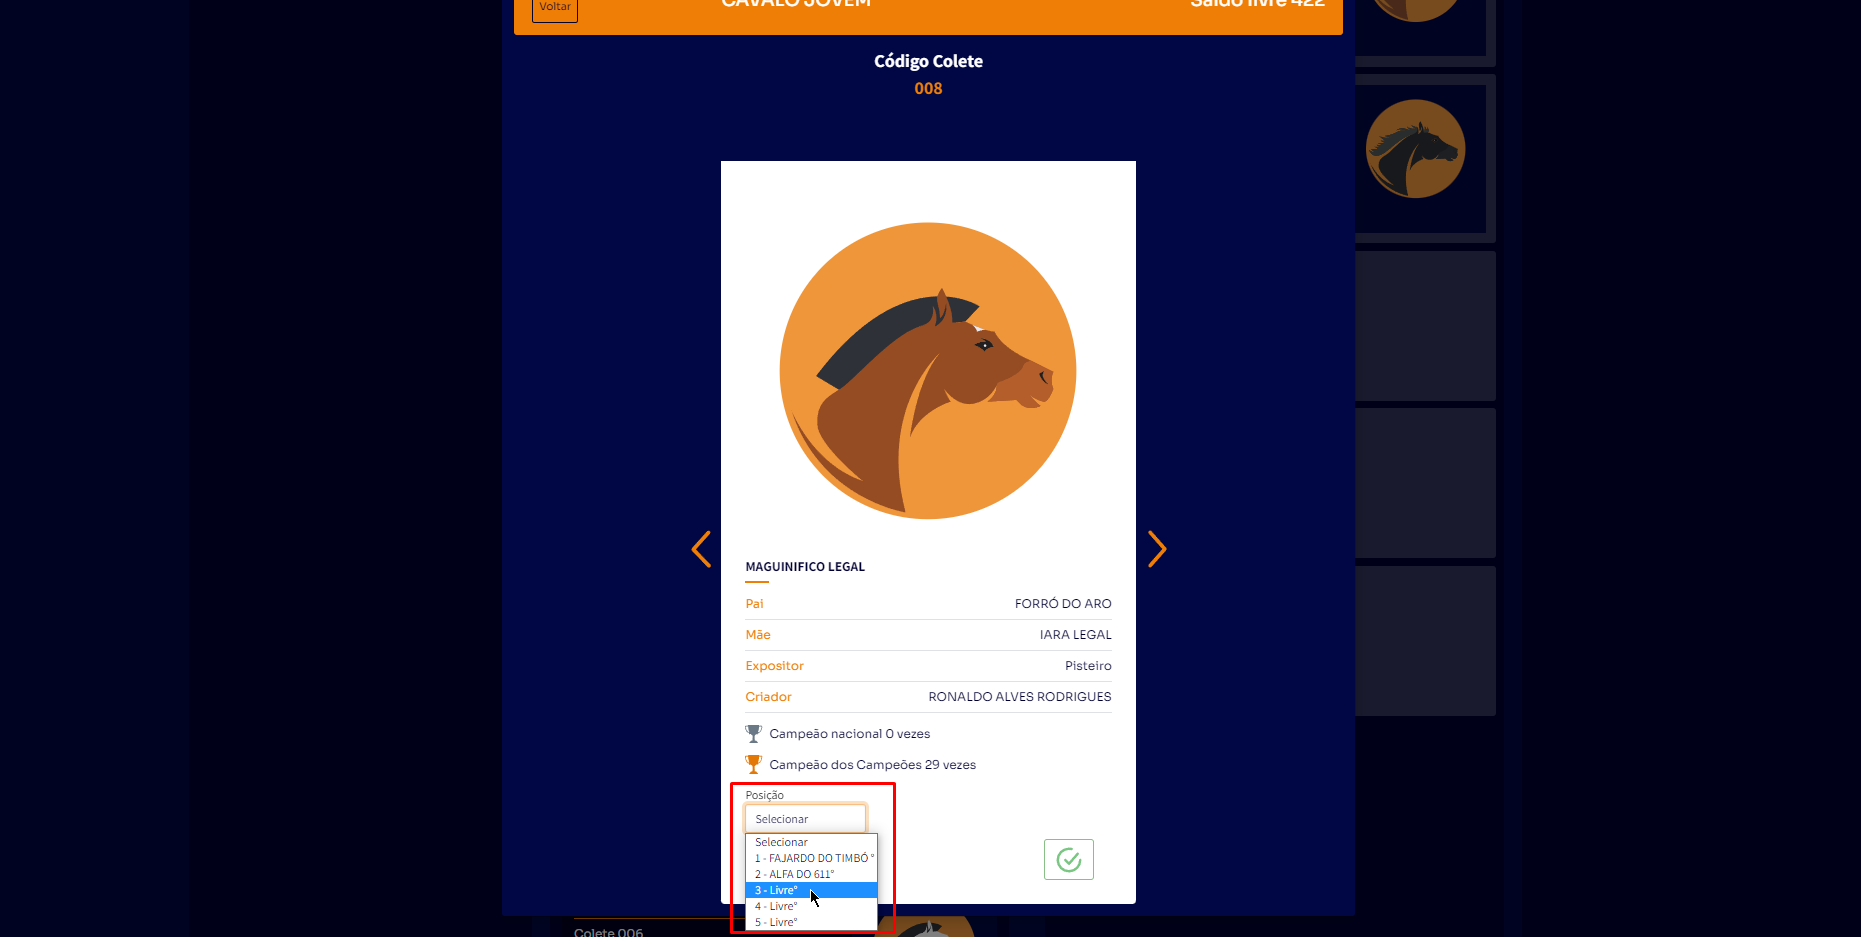 Voltar
CAVALO JOVEM
Saldo livre 422
Código Colete
008
MAGUINIFICO LEGAL
Pai FORRÓ DO ARO
Mãe IARA LEGAL
Expositor Pisteiro
Criador RONALDO ALVES RODRIGUES
Campeão nacional 0 vezes
Campeão dos Campeões 29 vezes
Posição
Selecionar
Selecionar
1 - FAJARDO DO TIMBÓ °
2 - ALFA DO 611°
3 - Livre°
4 - Livre°
5 - Livre°
Colete 006